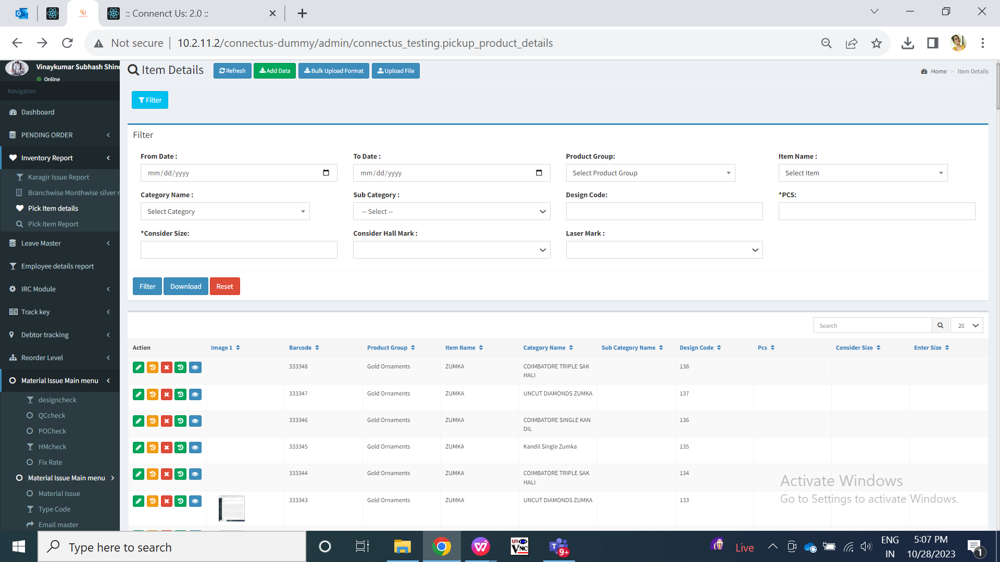 :: Connenct Us: 2.0 ::
Not secure
10.2.11.2/connectus-dummy/admin/connectus_testing.pickup_product_details
Vinaykumar Subhash Shin
Online
Navigation
Dashboard
PENDING ORDER
Inventory Report
Karagir Issue Report
Branchwise Monthwise silver r
Pick Item details
Pick Item Report
Leave Master
Employee details report
IRC Module
Track key
Debtor tracking
Reorder Level
Material Issue Main menu
designcheck
QCcheck
POCheck
HMcheck
Fix Rate
Material Issue Main menu
Material Issue
Type Code
Email master
Item Details
Refresh
Add Data
Bulk Upload Format
Upload File
Home > Item Details
Filter
Filter
From Date :
To Date :
Product Group:
Item Name :
mm/dd/yyyy
mm/dd/yyyy
Select Product Group
Select Item
Category Name :
Sub Category :
Design Code:
*PCS:
Select Category
-- Select --
*Consider Size:
Consider Hall Mark :
Laser Mark :
Filter
Download
Reset
Search
20
Action Image 1 Barcode Product Group Item Name Category Name Sub Category Name Design Code Pcs Consider Size Enter Size
333348 Gold Ornaments ZUMKA COIMBATORE TRIPLE SAK 138
HALI
333347 Gold Ornaments ZUMKA UNCUT DIAMONDS ZUMKA 137
333346 Gold Ornaments ZUMKA COIMBATORE SINGLE KAN 136
DIL
333345 Gold Ornaments ZUMKA Kandil Single Zumka 135
333344 Gold Ornaments ZUMKA COIMBATORE TRIPLE SAK 134
HALI
333343 Gold Ornaments ZUMKA UNCUT DIAMONDS ZUMKA 133
Activate Windows
Go to Settings to activate Windows.
Type here to search
VNC
T
9+
Live
ENG
IN
5:07 PM
10/28/2023
1